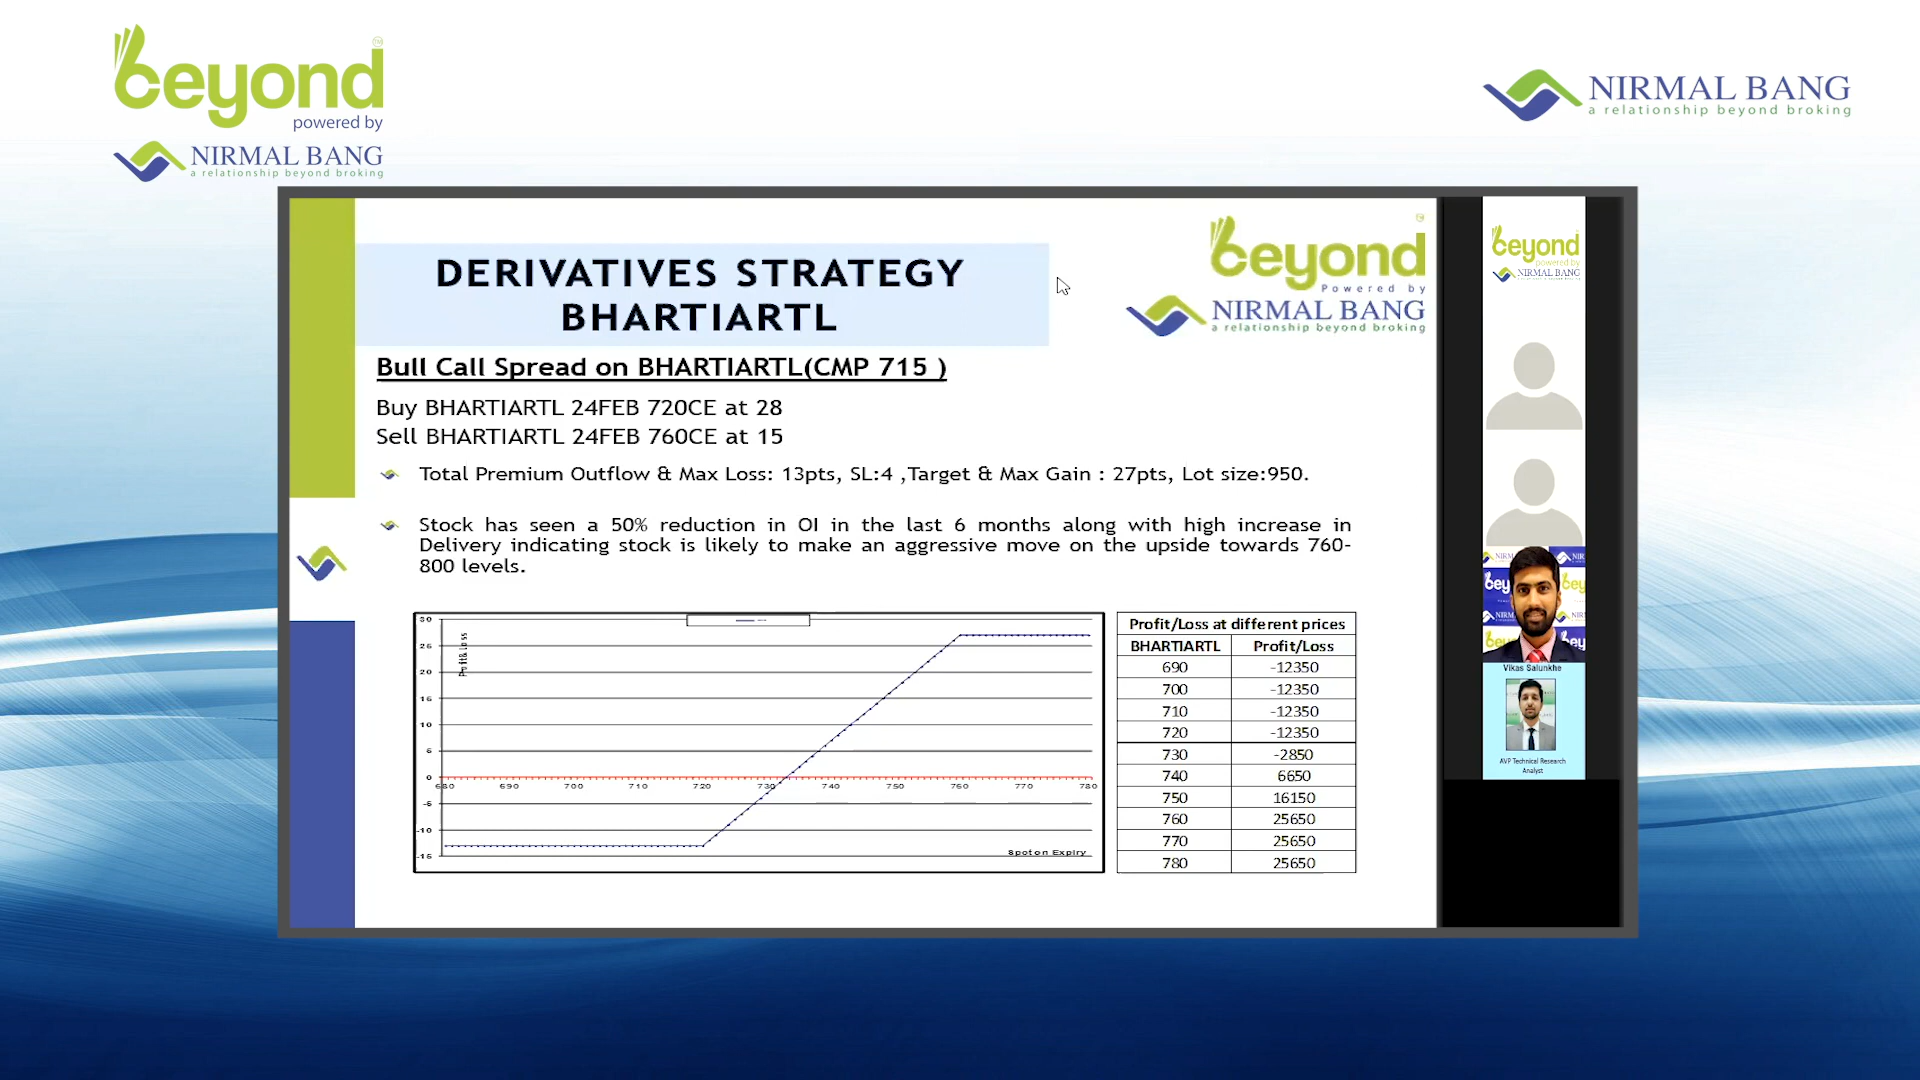 beyond
TM
powered by
NIRMAL BANG
a relationship beyond broking
NIRMAL BANG
a relationship beyond broking
DERIVATIVES STRATEGY
BHARTIARTL
beyond
Powered by
NIRMAL BANG
a relationship beyond broking
Bull Call Spread on BHARTIARTL(CMP 715 )
Buy BHARTIARTL 24FEB 720CE at 28
Sell BHARTIARTL 24FEB 760CE at 15
Total Premium Outflow & Max Loss: 13pts, SL:4 ,Target & Max Gain : 27pts, Lot size:950.
Stock has seen a 50% reduction in OI in the last 6 months along with high increase in
Delivery indicating stock is likely to make an aggressive move on the upside towards 760-
800 levels.
Profit & Loss
30
25
20
15
10
5
0
-5
-10
-15
680 690 700 710 720 730 740 750 760 770 780
Spot on Expiry
Profit/Loss at different prices
BHARTIARTL Profit/Loss
690 -12350
700 -12350
710 -12350
720 -12350
730 -2850
740 6650
750 16150
760 25650
770 25650
780 25650
beyond
powered by
NIRMAL BANG
Vikas Salunkhe
AVP Technical Research
Analyst